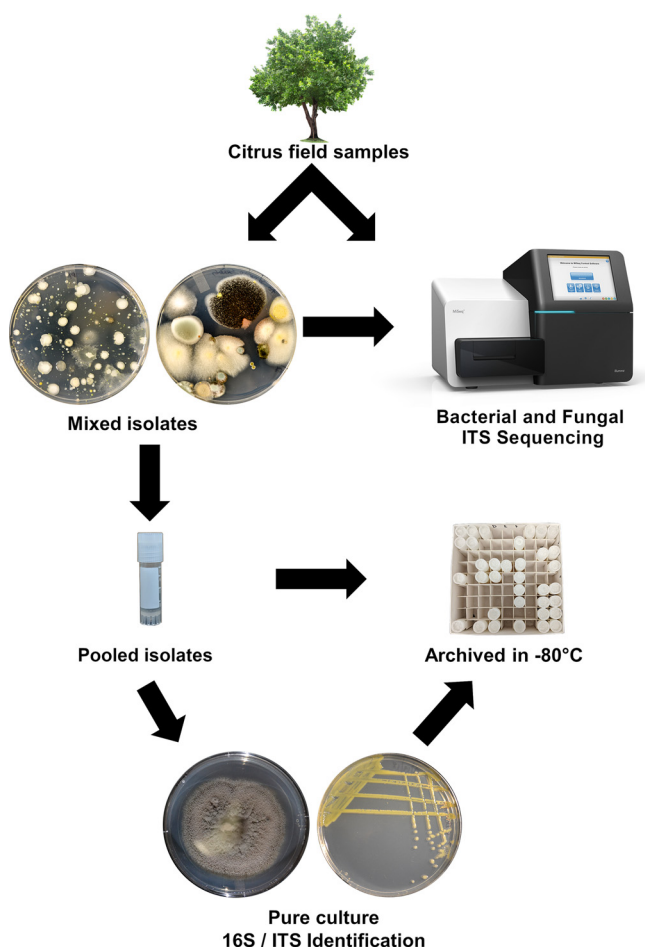 Citrus field samples
Mixed isolates
Bacterial and Fungal
ITS Sequencing
Pooled isolates
Archived in -80°C
Pure culture
16S / ITS Identification